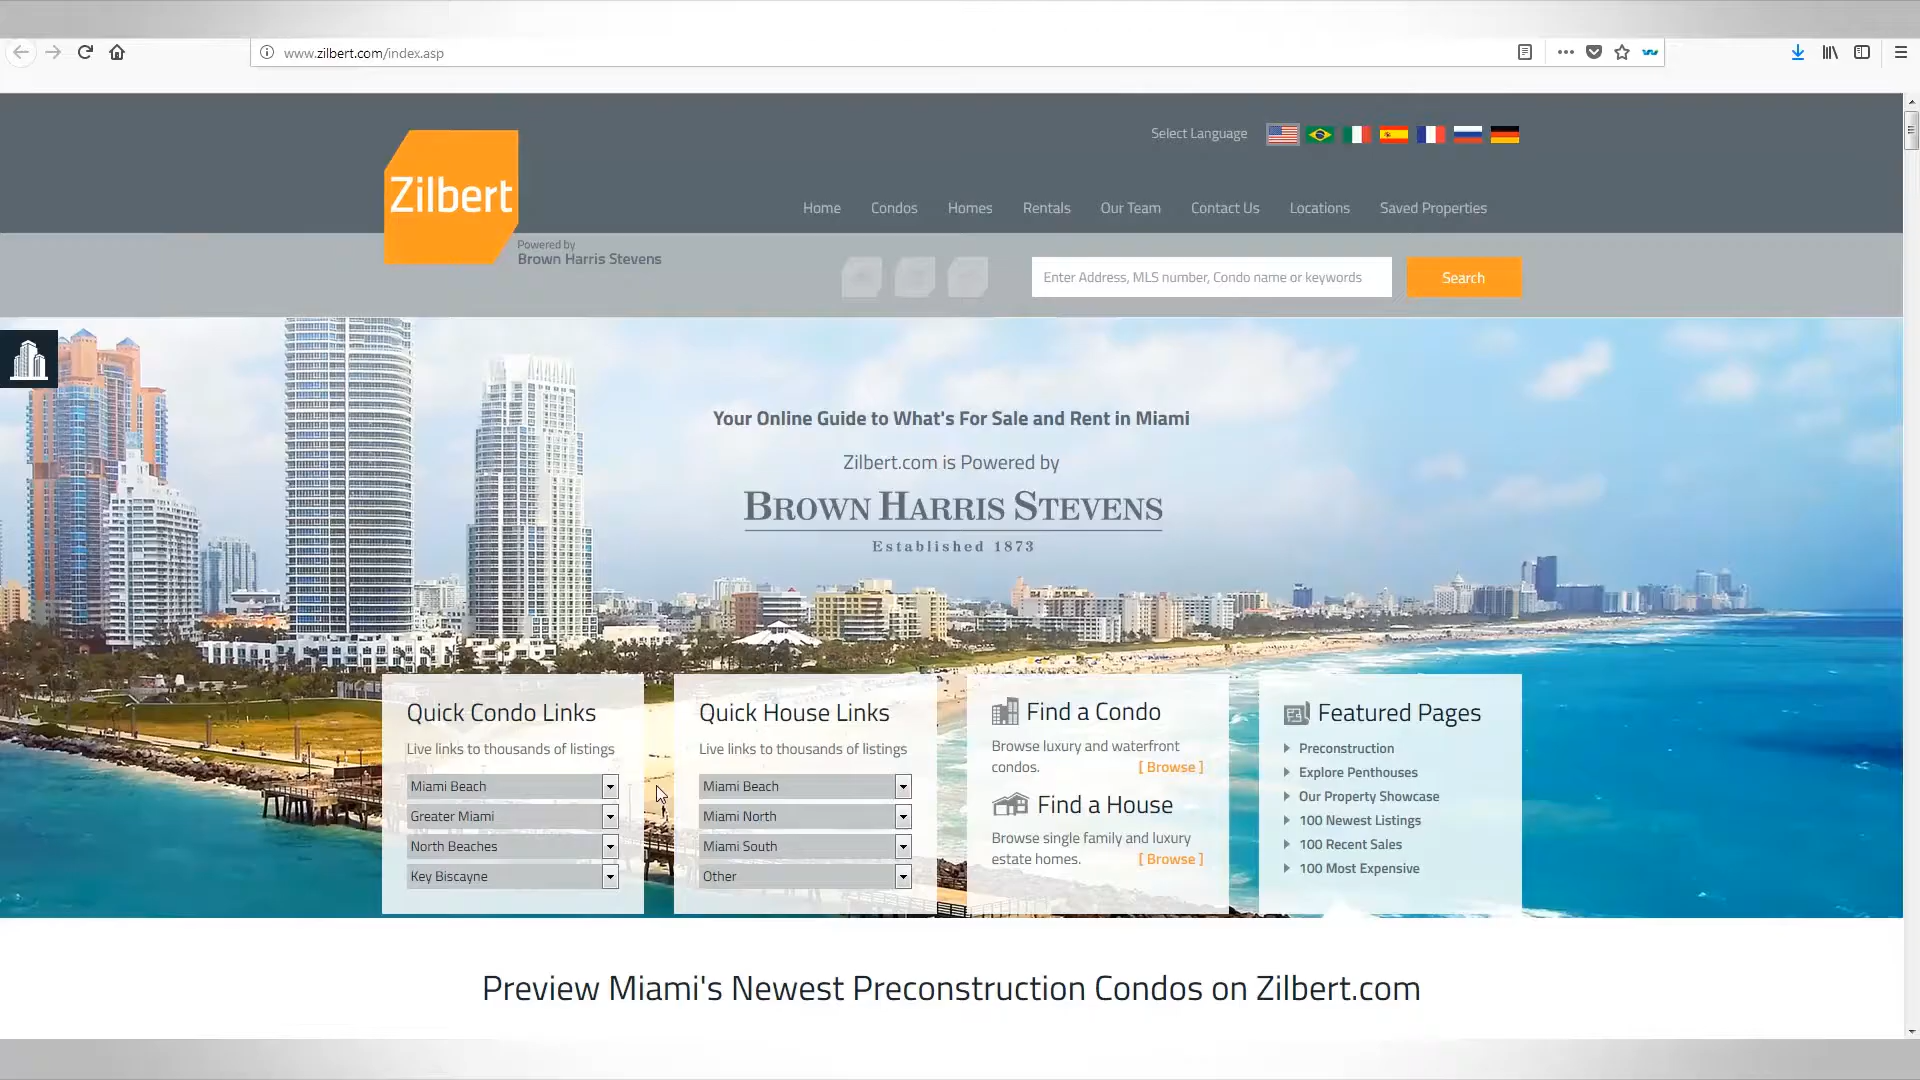 www.zilbert.com/index.asp
Select Language
Zilbert
Home Condos Homes Rentals Our Team Contact Us Locations Saved Properties
Powered by
Brown Harris Stevens
Enter Address, MLS number, Condo name or keywords
Search
Your Online Guide to What's For Sale and Rent in Miami
Zilbert.com is Powered by
BROWN HARRIS STEVENS
Established 1873
Quick Condo Links
Live links to thousands of listings
Miami Beach
Greater Miami
North Beaches
Key Biscayne
Quick House Links
Live links to thousands of listings
Miami Beach
Miami North
Miami South
Other
Find a Condo
Browse luxury and waterfront
condos. [ Browse ]
Find a House
Browse single family and luxury
estate homes. [ Browse ]
Featured Pages
Preconstruction
Explore Penthouses
Our Property Showcase
100 Newest Listings
100 Recent Sales
100 Most Expensive
Preview Miami's Newest Preconstruction Condos on Zilbert.com